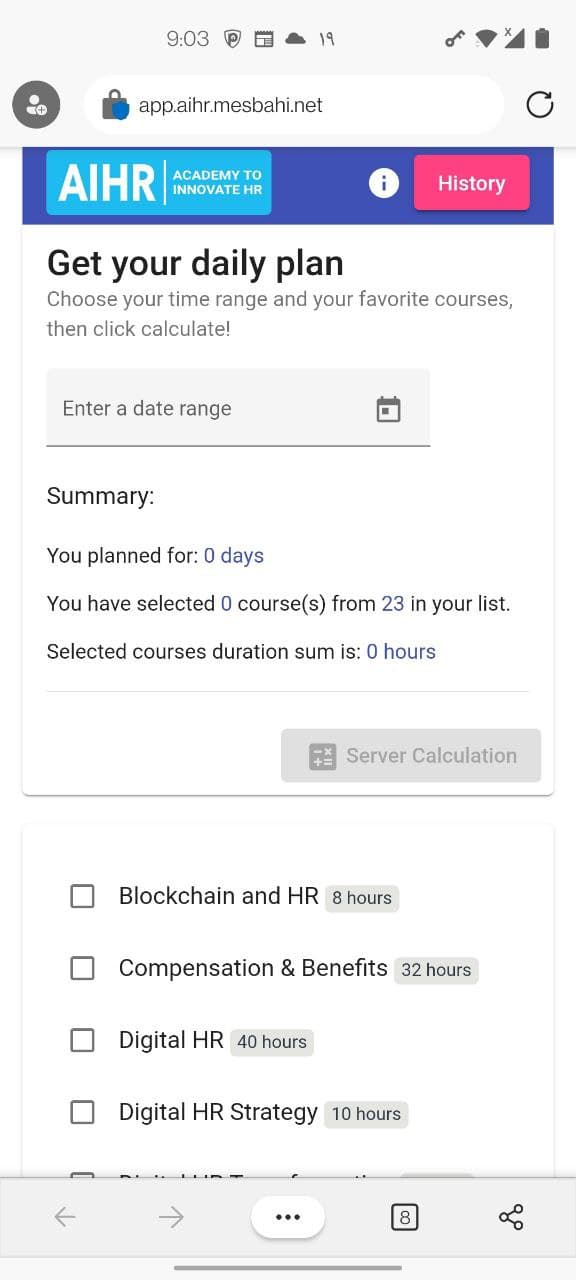 9:03 ۱۹
app.aihr.mesbahi.net
AIHR ACADEMY TO
INNOVATE HR
History
Get your daily plan
Choose your time range and your favorite courses,
then click calculate!
Enter a date range
Summary:
You planned for: 0 days
You have selected 0 course(s) from 23 in your list.
Selected courses duration sum is: 0 hours
Server Calculation
Blockchain and HR 8 hours
Compensation & Benefits 32 hours
Digital HR 40 hours
Digital HR Strategy 10 hours
8